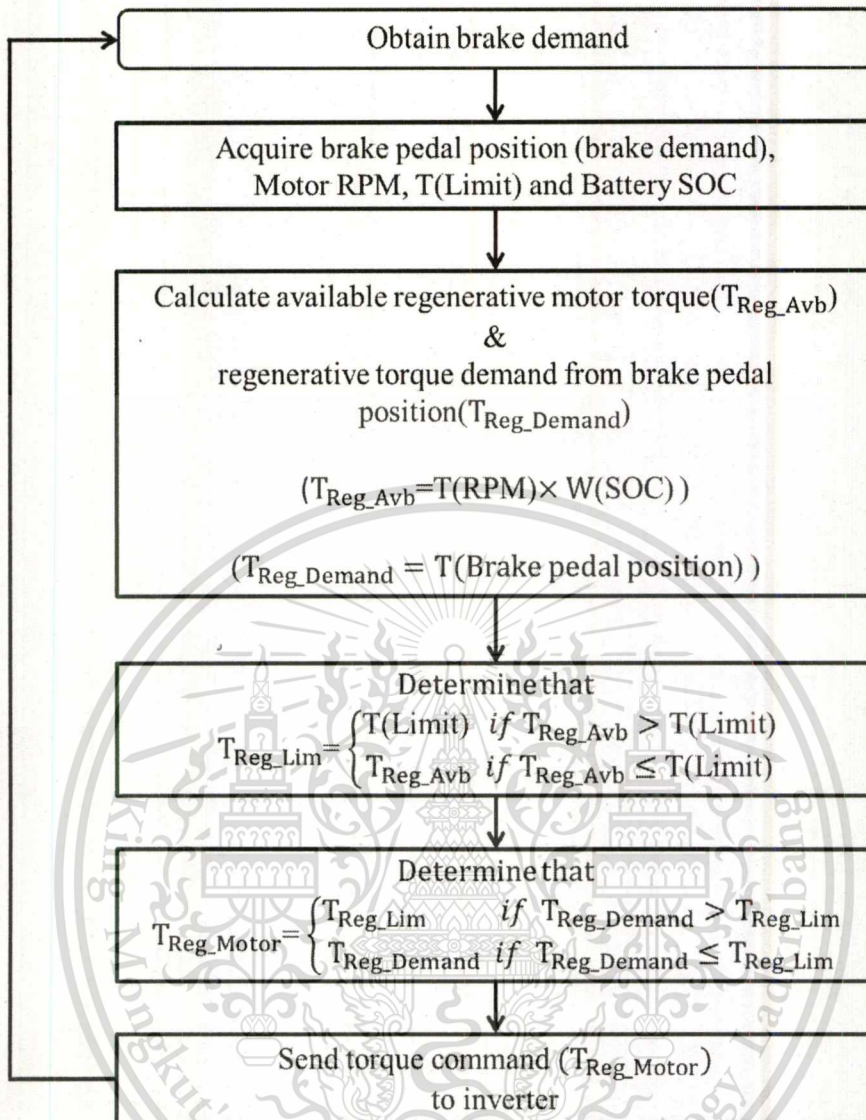 Obtain brake demand
Acquire brake pedal position (brake demand),
Motor RPM, T(Limit) and Battery SOC
Calculate available regenerative motor torque(T_Reg_Avb)
&
regenerative torque demand from brake pedal
position(T_Reg_Demand)
(T_Reg_Avb=T(RPM)× W(SOC) )
(T_Reg_Demand = T(Brake pedal position) )
Determine that
T_Reg_Lim={T(Limit) if T_Reg_Avb > T(Limit)
T_Reg_Avb if T_Reg_Avb ≤ T(Limit)
Determine that
T_Reg_Motor={T_Reg_Lim if T_Reg_Demand > T_Reg_Lim
T_Reg_Demand if T_Reg_Demand ≤ T_Reg_Lim
Send torque command (T_Reg_Motor)
to inverter
King Mongkut's Ladkrabang